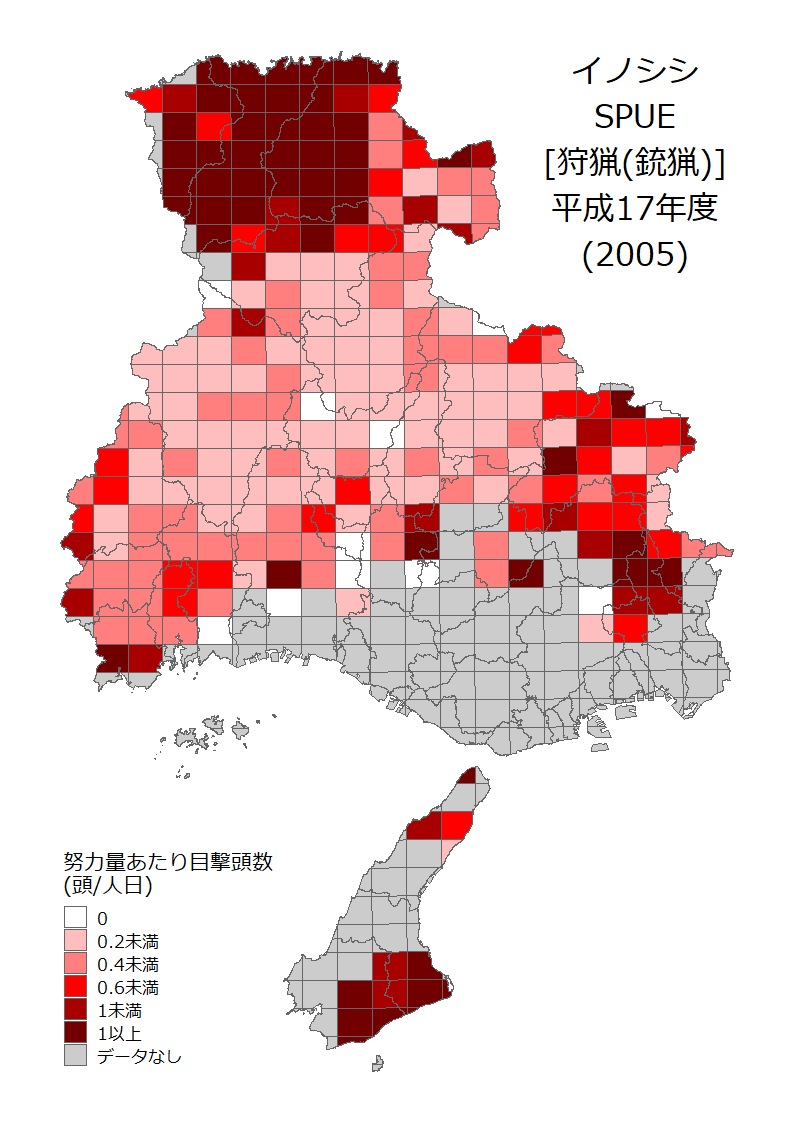 イノシシ
SPUE
[狩猟(銃猟)]
平成17年度
(2005)
努力量あたり目撃頭数
(頭/人日)
0
0.2未満
0.4未満
0.6未満
1未満
1以上
データなし